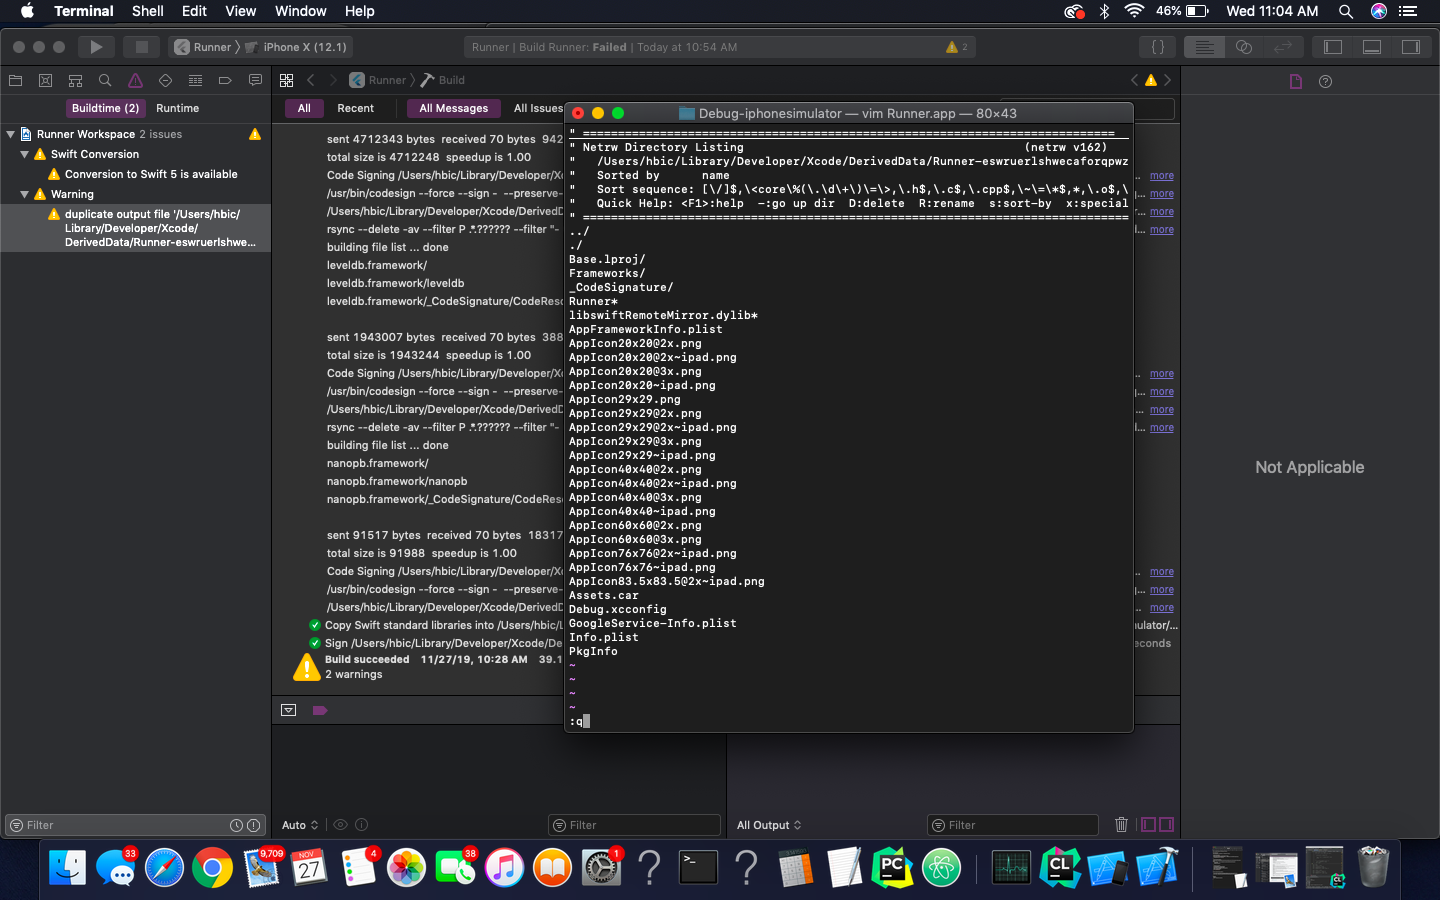 Terminal Shell Edit View Window Help 46% Wed 11:04 AM
Runner iPhone X (12.1) Runner | Build Runner: Failed | Today at 10:54 AM 2 { }
Runner Build
Buildtime (2) Runtime
All Recent All Messages All Issues
Runner Workspace 2 issues
Swift Conversion
Conversion to Swift 5 is available
Warning
duplicate output file '/Users/hbic/
Library/Developer/Xcode/
DerivedData/Runner-eswruerlshwe...
Filter
sent 4712343 bytes received 70 bytes 942
total size is 4712248 speedup is 1.00
Code Signing /Users/hbic/Library/Developer/X ... more
/usr/bin/codesign --force --sign - --preserve- ... more
/Users/hbic/Library/Developer/Xcode/DerivedD ... more
rsync --delete -av --filter P .*.?????? --filter "- ... more
building file list ... done
leveldb.framework/
leveldb.framework/leveldb
leveldb.framework/_CodeSignature/CodeReso
sent 1943007 bytes received 70 bytes 388
total size is 1943244 speedup is 1.00
Code Signing /Users/hbic/Library/Developer/X ... more
/usr/bin/codesign --force --sign - --preserve- ... more
/Users/hbic/Library/Developer/Xcode/DerivedD ... more
rsync --delete -av --filter P .*.?????? --filter "- ... more
building file list ... done
nanopb.framework/
nanopb.framework/nanopb
nanopb.framework/_CodeSignature/CodeReso
sent 91517 bytes received 70 bytes 18317
total size is 91988 speedup is 1.00
Code Signing /Users/hbic/Library/Developer/X ... more
/usr/bin/codesign --force --sign - --preserve- ... more
/Users/hbic/Library/Developer/Xcode/DerivedD ... more
Copy Swift standard libraries into /Users/hbic/ mulator/...
Sign /Users/hbic/Library/Developer/Xcode/De econds
Build succeeded 11/27/19, 10:28 AM 39.1
2 warnings
Debug-iphonesimulator — vim Runner.app — 80×43
" ============================================================================
" Netrw Directory Listing (netrw v162)
" /Users/hbic/Library/Developer/Xcode/DerivedData/Runner-eswruerlshwecaforqpwz
" Sorted by name
" Sort sequence: [\/]$,\<core\%(\.\d\+\)\=\>,\.h$,\.c$,\.cpp$,\~\=\*$,*,\.o$,\
" Quick Help: <F1>:help -:go up dir D:delete R:rename s:sort-by x:special
" ============================================================================
../
./
Base.lproj/
Frameworks/
_CodeSignature/
Runner*
libswiftRemoteMirror.dylib*
AppFrameworkInfo.plist
AppIcon20x20@2x.png
AppIcon20x20@2x~ipad.png
AppIcon20x20@3x.png
AppIcon20x20~ipad.png
AppIcon29x29.png
AppIcon29x29@2x.png
AppIcon29x29@2x~ipad.png
AppIcon29x29@3x.png
AppIcon29x29~ipad.png
AppIcon40x40@2x.png
AppIcon40x40@2x~ipad.png
AppIcon40x40@3x.png
AppIcon40x40~ipad.png
AppIcon60x60@2x.png
AppIcon60x60@3x.png
AppIcon76x76@2x~ipad.png
AppIcon76x76~ipad.png
AppIcon83.5x83.5@2x~ipad.png
Assets.car
Debug.xcconfig
GoogleService-Info.plist
Info.plist
PkgInfo
~
~
~
~
:q
Not Applicable
Auto Filter All Output Filter
33 9,709 NOV 27 4 38 1 >_ PC CL